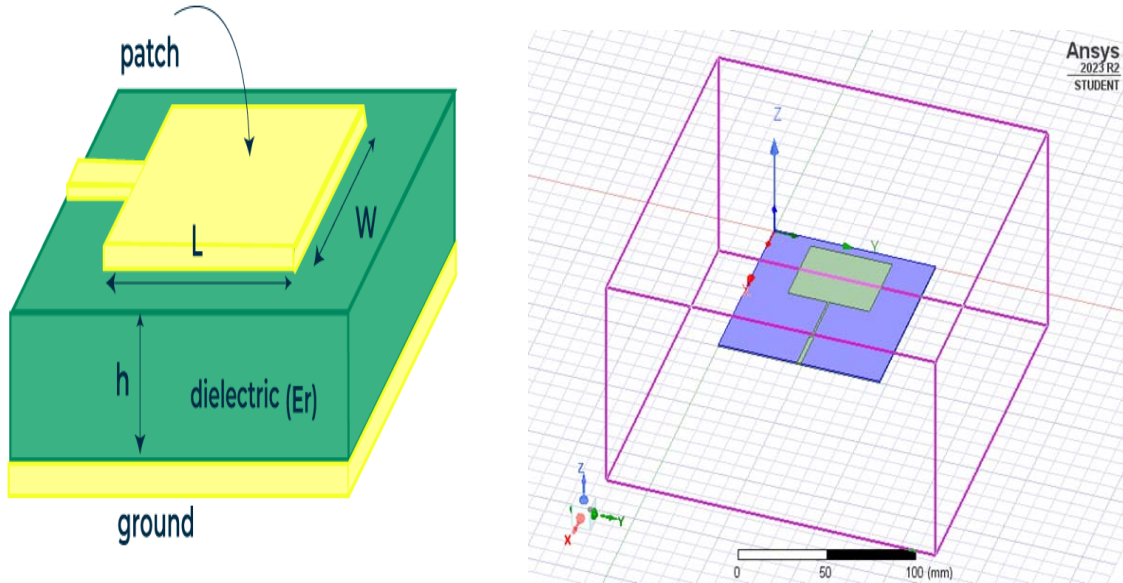 patch
L
W
h
dielectric (Er)
ground
Ansys
2023 R2
STUDENT
Z
Y
X
Z
Y
X
0
50
100 (mm)